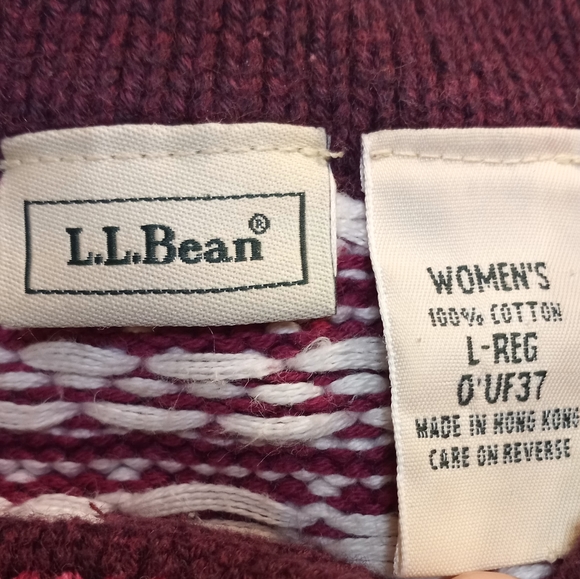 L.L.Bean®
WOMEN'S
100% COTTON
L-REG
0'UF37
MADE IN HONG KONG
CARE ON REVERSE